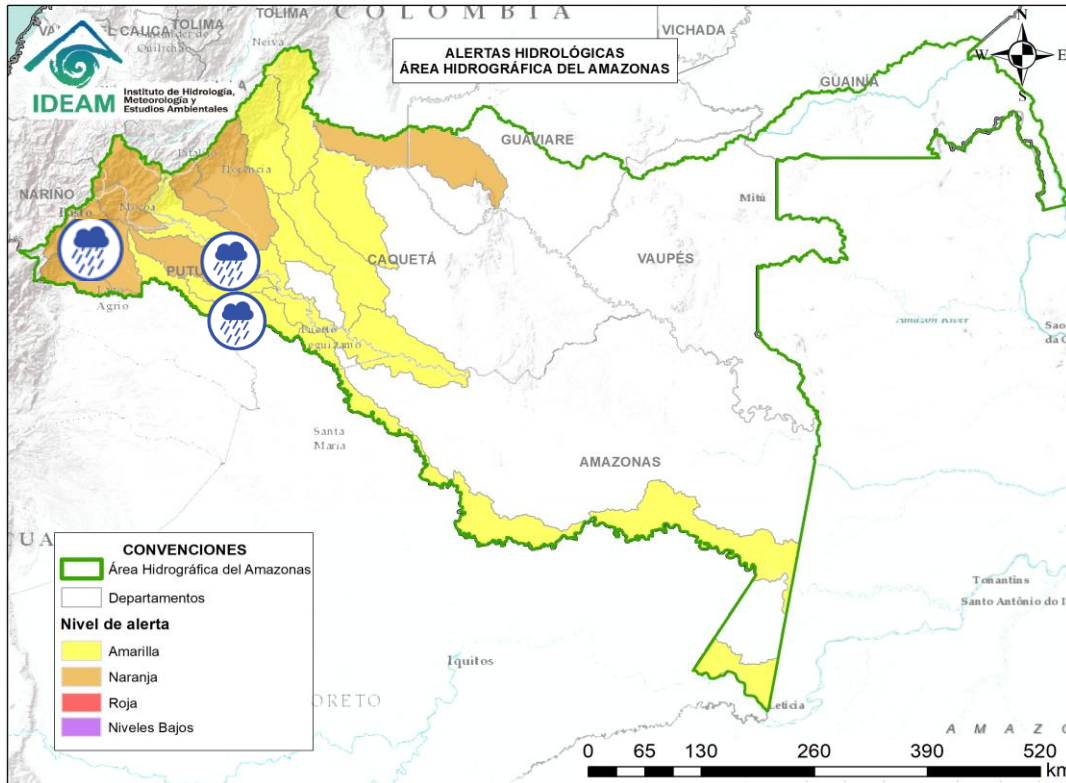 COLOMBIA
TOLIMA
TOLIMA
VICHADA
Neiva
IDEAM
Instituto de Hidrología,
Meteorología y
Estudios Ambientales
ALERTAS HIDROLÓGICAS
ÁREA HIDROGRÁFICA DEL AMAZONAS
N
W
E
S
GUAINÍA
GUAVIARE
Florencia
NARIÑO
Pasto
Mocoa
Mitú
CAQUETÁ
VAUPÉS
Agrio
Puerto
Amazon River
Sao
Santa
Maria
AMAZONAS
CONVENCIONES
Área Hidrográfica del Amazonas
Departamentos
Nivel de alerta
Amarilla
Naranja
Roja
Niveles Bajos
Tonantins
Santo Antônio do I
Iquitos
ORETO
Leticia
A M A Z O
0 65 130 260 390 520
km